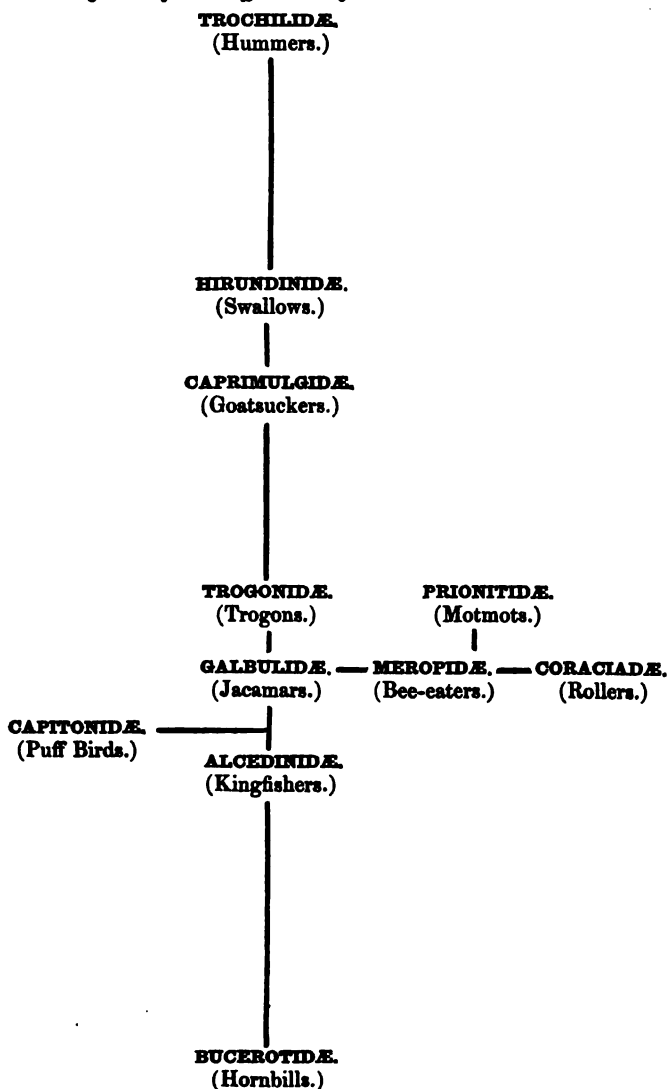 TROCHILIDÆ.
(Hummers.)
HIRUNDINIDÆ.
(Swallows.)
CAPRIMULGIDÆ.
(Goatsuckers.)
TROGONIDÆ. PRIONITIDÆ.
(Trogons.) (Motmots.)
GALBULIDÆ. MEROPIDÆ. CORACIADÆ.
(Jacamars.) (Bee-eaters.) (Rollers.)
CAPITONIDÆ.
(Puff Birds.)
ALCEDINIDÆ.
(Kingfishers.)
BUCEROTIDÆ.
(Hornbills.)